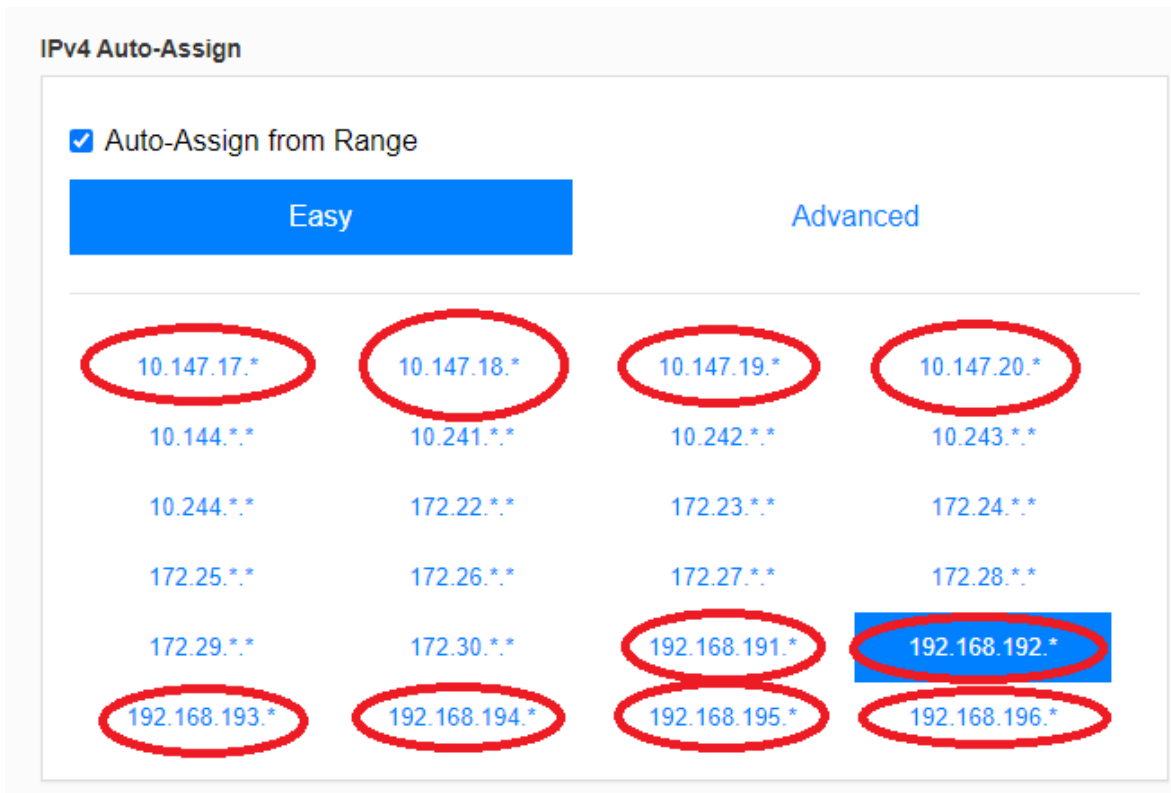 IPv4 Auto-Assign
Auto-Assign from Range
Easy Advanced
10.147.17.* 10.147.18.* 10.147.19.* 10.147.20.*
10.144.*.* 10.241.*.* 10.242.*.* 10.243.*.*
10.244.*.* 172.22.*.* 172.23.*.* 172.24.*.*
172.25.*.* 172.26.*.* 172.27.*.* 172.28.*.*
172.29.*.* 172.30.*.* 192.168.191.* 192.168.192.*
192.168.193.* 192.168.194.* 192.168.195.* 192.168.196.*